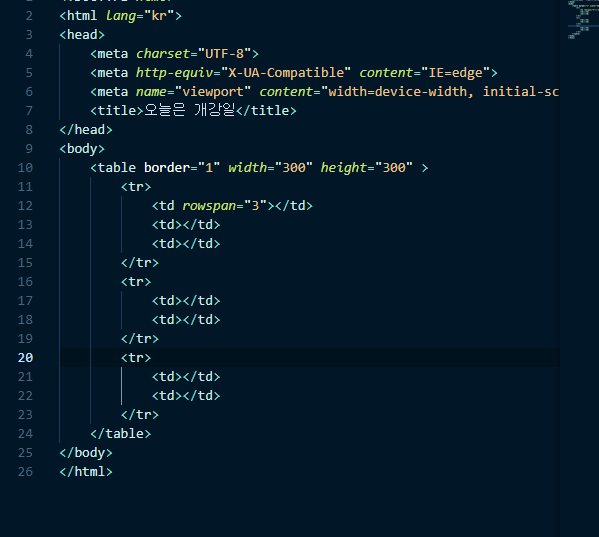 2 <html lang="kr">
3 <head>
4 <meta charset="UTF-8">
5 <meta http-equiv="X-UA-Compatible" content="IE=edge">
6 <meta name="viewport" content="width=device-width, initial-sc
7 <title>오늘은 개강일</title>
8 </head>
9 <body>
10 <table border="1" width="300" height="300" >
11 <tr>
12 <td rowspan="3"></td>
13 <td></td>
14 <td></td>
15 </tr>
16 <tr>
17 <td></td>
18 <td></td>
19 </tr>
20 <tr>
21 <td></td>
22 <td></td>
23 </tr>
24 </table>
25 </body>
26 </html>